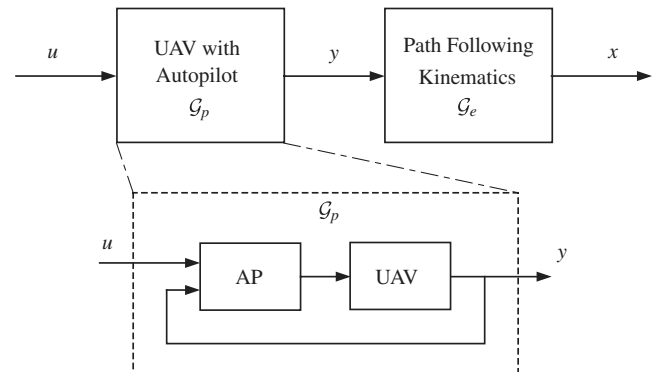 u
UAV with
Autopilot
𝒢p
y
Path Following
Kinematics
𝒢e
x
𝒢p
u
AP
UAV
y